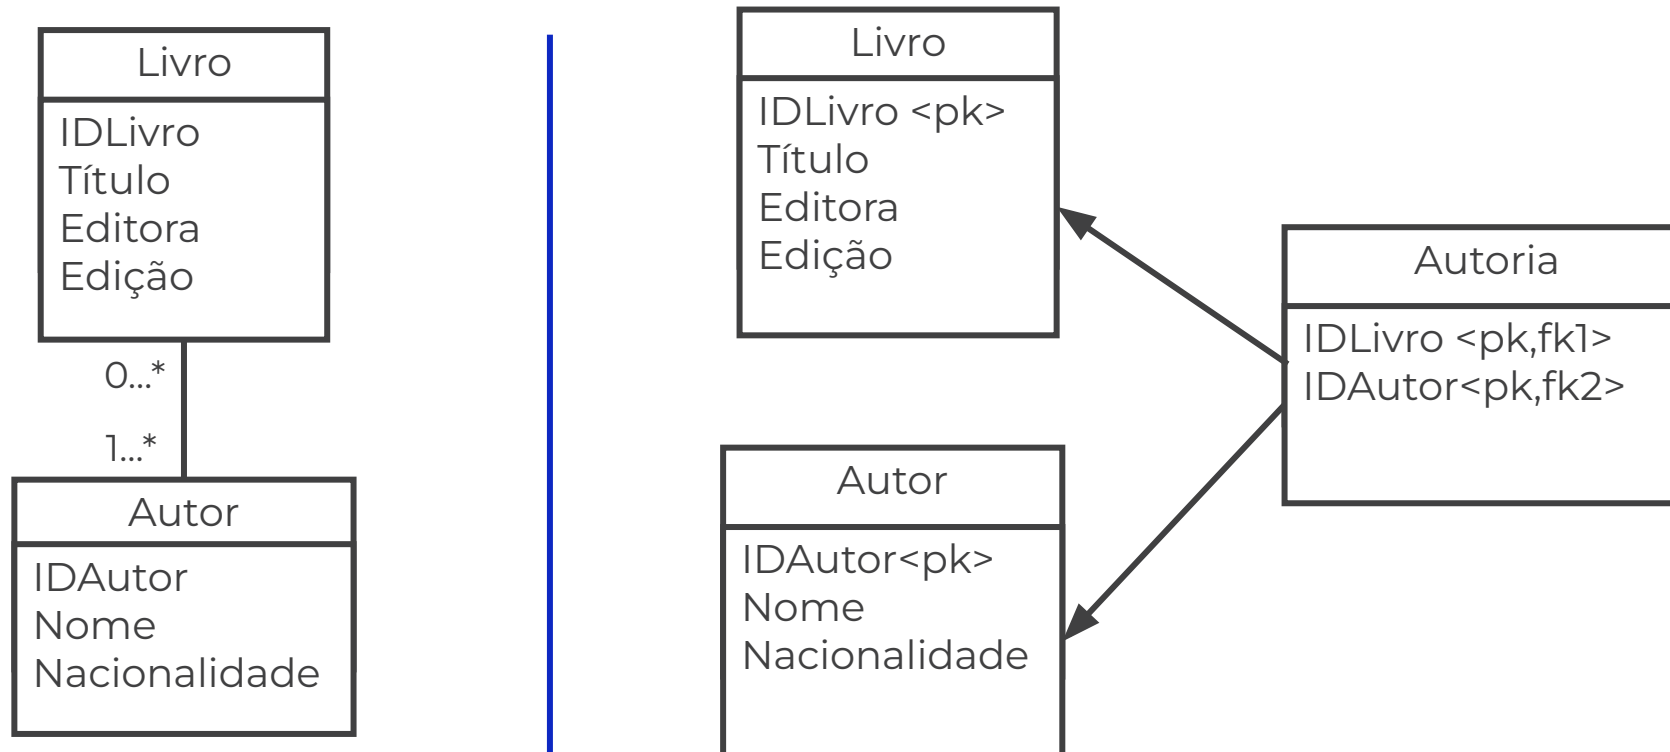 Livro
IDLivro
Título
Editora
Edição
0...*
1...*
Autor
IDAutor
Nome
Nacionalidade
Livro
IDLivro <pk>
Título
Editora
Edição
Autor
IDAutor<pk>
Nome
Nacionalidade
Autoria
IDLivro <pk,fk1>
IDAutor<pk,fk2>